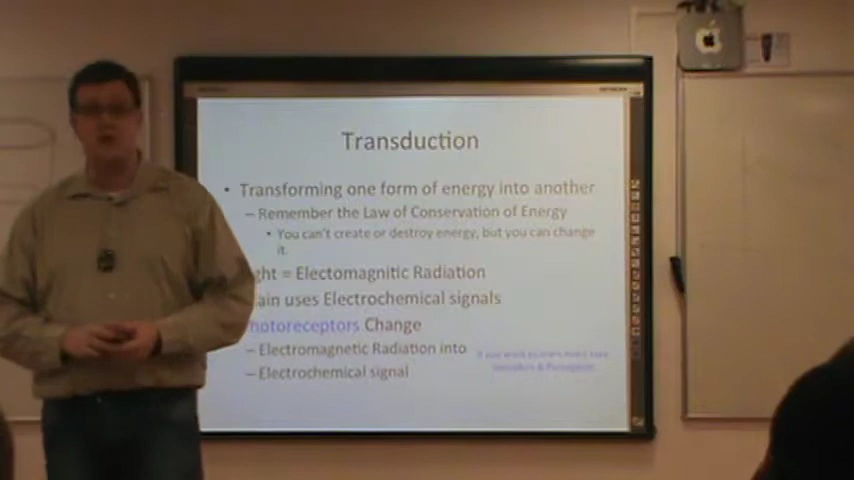 Transduction
• Transforming one form of energy into another
– Remember the Law of Conservation of Energy
• You can't create or destroy energy, but you can change
it.
ght = Electomagnitic Radiation
ain uses Electrochemical signals
hotoreceptors Change
– Electromagnetic Radiation into
– Electrochemical signal